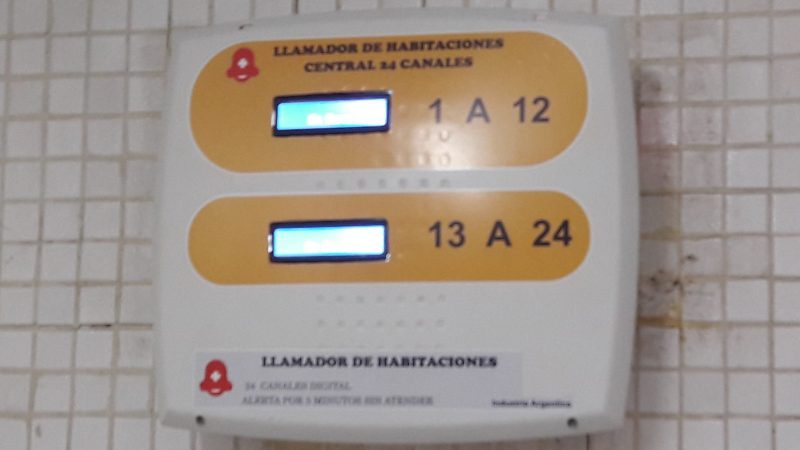 LLAMADOR DE HABITACIONES
CENTRAL 24 CANALES
1 A 12
13 A 24
LLAMADOR DE HABITACIONES
24 CANALES DIGITAL
ALERTA POR 5 MINUTOS SIN ATENDER
Industria Argentina